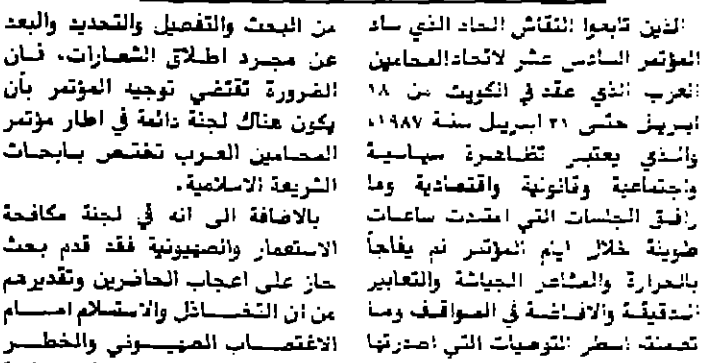 الذين تابعوا النقاش الحاد الذي ساد
المؤتمر السادس عشر لاتحاد المحامين
العرب الذي عقد في الكويت من ١٨
ابريل حتى ٢١ ابريل سنة ١٩٨٧،
والذي يعتبر تظاهرة سياسية
واجتماعية وقانونية واقتصادية وما
رافق الجلسات التي امتدت ساعات
طويلة خلال ايام المؤتمر لم يفاجأ
بالحرارة والمشاعر الجياشة والتعابير
الدقيقة والافاضة في المواقف وما
تضمنته اسطر التوصيات التي اصدرتها
من البحث والتفصيل والتحديد والبعد
عن مجرد اطلاق الشعارات، فان
الضرورة تقتضي توجيه المؤتمر بأن
يكون هناك لجنة دائمة في اطار مؤتمر
المحامين العرب تختص بابحاث
الشريعة الاسلامية.
بالاضافة الى انه في لجنة مكافحة
الاستعمار والصهيونية فقد قدم بحث
حاز على اعجاب الحاضرين وتقديرهم
من ان التخاذل والاستسلام امام
الاغتصاب الصهيوني والخطر